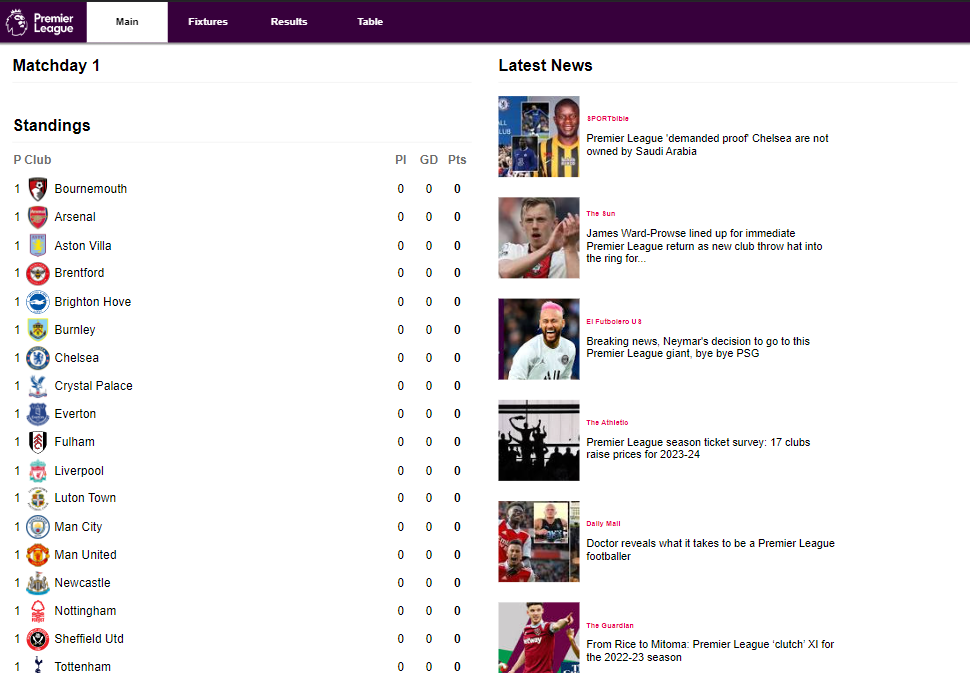 Premier
League
Main
Fixtures
Results
Table
Matchday 1
Standings
P Club Pl GD Pts
1 Bournemouth 0 0 0
1 Arsenal 0 0 0
1 Aston Villa 0 0 0
1 Brentford 0 0 0
1 Brighton Hove 0 0 0
1 Burnley 0 0 0
1 Chelsea 0 0 0
1 Crystal Palace 0 0 0
1 Everton 0 0 0
1 Fulham 0 0 0
1 Liverpool 0 0 0
1 Luton Town 0 0 0
1 Man City 0 0 0
1 Man United 0 0 0
1 Newcastle 0 0 0
1 Nottingham 0 0 0
1 Sheffield Utd 0 0 0
1 Tottenham 0 0 0
Latest News
SPORTbible
Premier League 'demanded proof' Chelsea are not
owned by Saudi Arabia
The Sun
James Ward-Prowse lined up for immediate
Premier League return as new club throw hat into
the ring for...
El Futbolero US
Breaking news, Neymar's decision to go to this
Premier League giant, bye bye PSG
The Athletic
Premier League season ticket survey: 17 clubs
raise prices for 2023-24
Daily Mail
Doctor reveals what it takes to be a Premier League
footballer
The Guardian
From Rice to Mitoma: Premier League ‘clutch’ XI for
the 2022-23 season